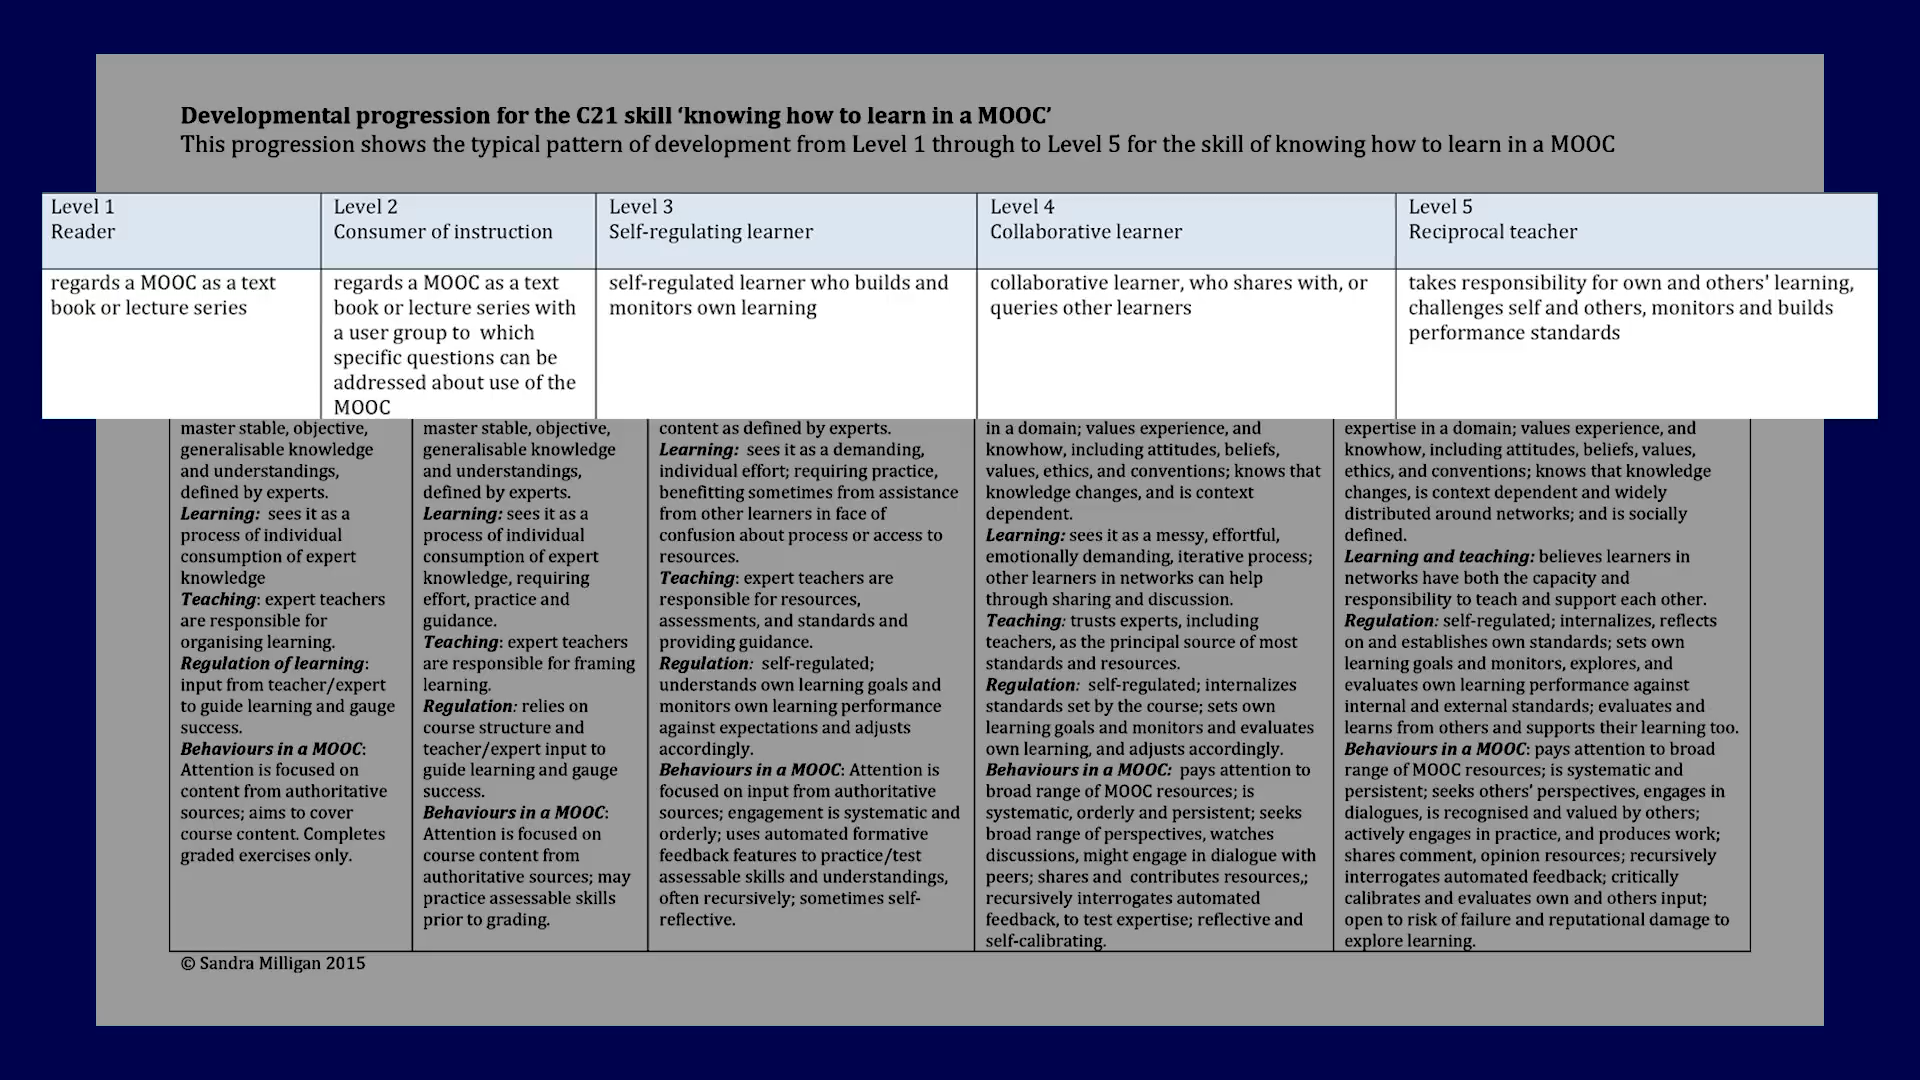 Developmental progression for the C21 skill ‘knowing how to learn in a MOOC’
This progression shows the typical pattern of development from Level 1 through to Level 5 for the skill of knowing how to learn in a MOOC
Level 1
Reader
regards a MOOC as a text
book or lecture series
Level 2
Consumer of instruction
regards a MOOC as a text
book or lecture series with
a user group to  which
specific questions can be
addressed about use of the
MOOC
Level 3
Self-regulating learner
self-regulated learner who builds and
monitors own learning
Level 4
Collaborative learner
collaborative learner, who shares with, or
queries other learners
Level 5
Reciprocal teacher
takes responsibility for own and others' learning,
challenges self and others, monitors and builds
performance standards
master stable, objective,
generalisable knowledge
and understandings,
defined by experts.
Learning:  sees it as a
process of individual
consumption of expert
knowledge
Teaching: expert teachers
are responsible for
organising learning.
Regulation of learning:
input from teacher/expert
to guide learning and gauge
success.
Behaviours in a MOOC:
Attention is focused on
content from authoritative
sources; aims to cover
course content. Completes
graded exercises only.
master stable, objective,
generalisable knowledge
and understandings,
defined by experts.
Learning: sees it as a
process of individual
consumption of expert
knowledge, requiring
effort, practice and
guidance.
Teaching: expert teachers
are responsible for framing
learning.
Regulation: relies on
course structure and
teacher/expert input to
guide learning and gauge
success.
Behaviours in a MOOC:
Attention is focused on
course content from
authoritative sources; may
practice assessable skills
prior to grading.
content as defined by experts.
Learning:  sees it as a demanding,
individual effort; requiring practice,
benefitting sometimes from assistance
from other learners in face of
confusion about process or access to
resources.
Teaching: expert teachers are
responsible for resources,
assessments, and standards and
providing guidance.
Regulation:  self-regulated;
understands own learning goals and
monitors own learning performance
against expectations and adjusts
accordingly.
Behaviours in a MOOC: Attention is
focused on input from authoritative
sources; engagement is systematic and
orderly; uses automated formative
feedback features to practice/test
assessable skills and understandings,
often recursively; sometimes self-
reflective.
in a domain; values experience, and
knowhow, including attitudes, beliefs,
values, ethics, and conventions; knows that
knowledge changes, and is context
dependent.
Learning: sees it as a messy, effortful,
emotionally demanding, iterative process;
other learners in networks can help
through sharing and discussion.
Teaching: trusts experts, including
teachers, as the principal source of most
standards and resources.
Regulation:  self-regulated; internalizes
standards set by the course; sets own
learning goals and monitors and evaluates
own learning, and adjusts accordingly.
Behaviours in a MOOC:  pays attention to
broad range of MOOC resources; is
systematic, orderly and persistent; seeks
broad range of perspectives, watches
discussions, might engage in dialogue with
peers; shares and  contributes resources,;
recursively interrogates automated
feedback, to test expertise; reflective and
self-calibrating.
expertise in a domain; values experience, and
knowhow, including attitudes, beliefs, values,
ethics, and conventions; knows that knowledge
changes, is context dependent and widely
distributed around networks; and is socially
defined.
Learning and teaching: believes learners in
networks have both the capacity and
responsibility to teach and support each other.
Regulation: self-regulated; internalizes, reflects
on and establishes own standards; sets own
learning goals and monitors, explores, and
evaluates own learning performance against
internal and external standards; evaluates and
learns from others and supports their learning too.
Behaviours in a MOOC: pays attention to broad
range of MOOC resources; is systematic and
persistent; seeks others’ perspectives, engages in
dialogues, is recognised and valued by others;
actively engages in practice, and produces work;
shares comment, opinion resources; recursively
interrogates automated feedback; critically
calibrates and evaluates own and others input;
open to risk of failure and reputational damage to
explore learning.
© Sandra Milligan 2015